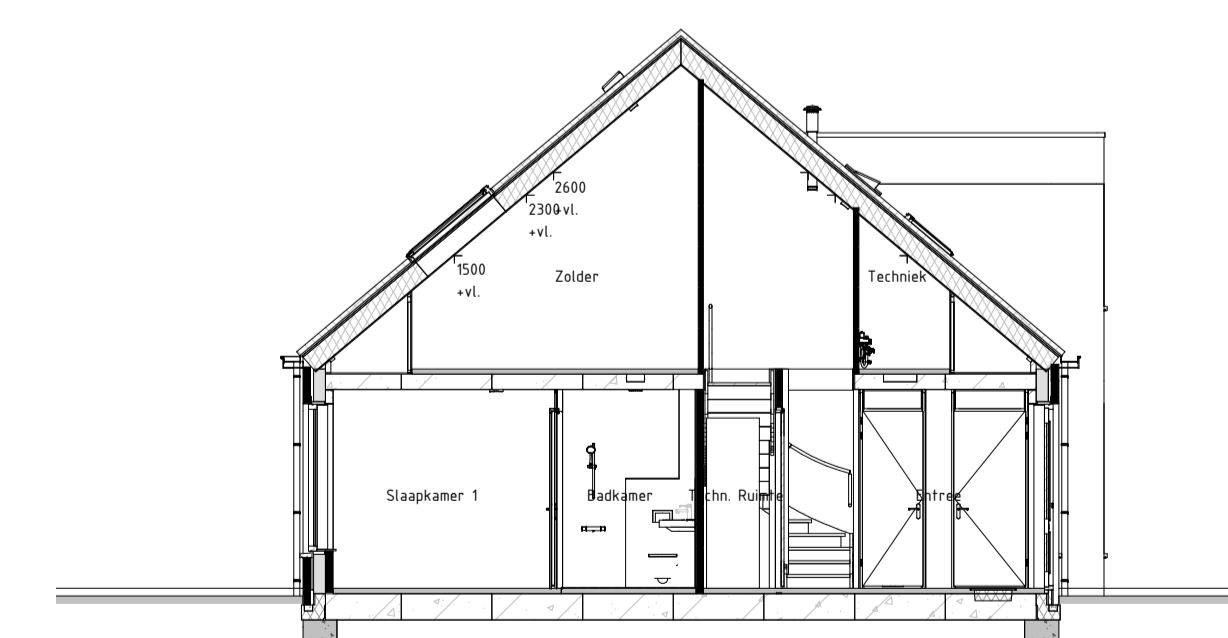 2600
+vl.
2300
+vl.
1500
+vl.
Zolder
Techniek
Slaapkamer 1
Badkamer
Techn. Ruimte
Entree